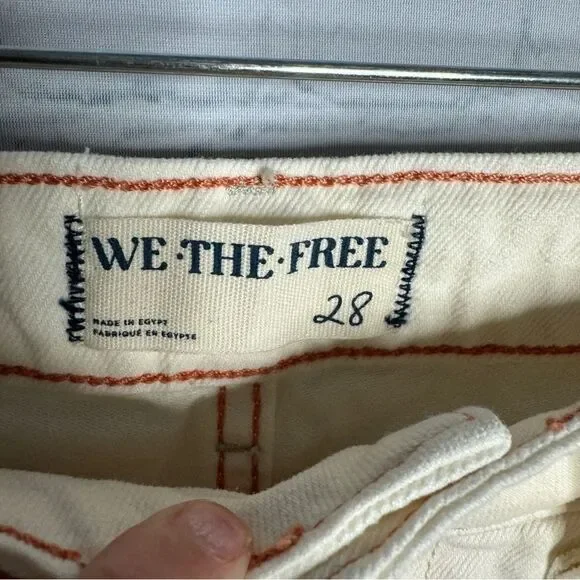 WE·THE·FREE
28
MADE IN EGYPT
FABRIQUÉ EN EGYPTE